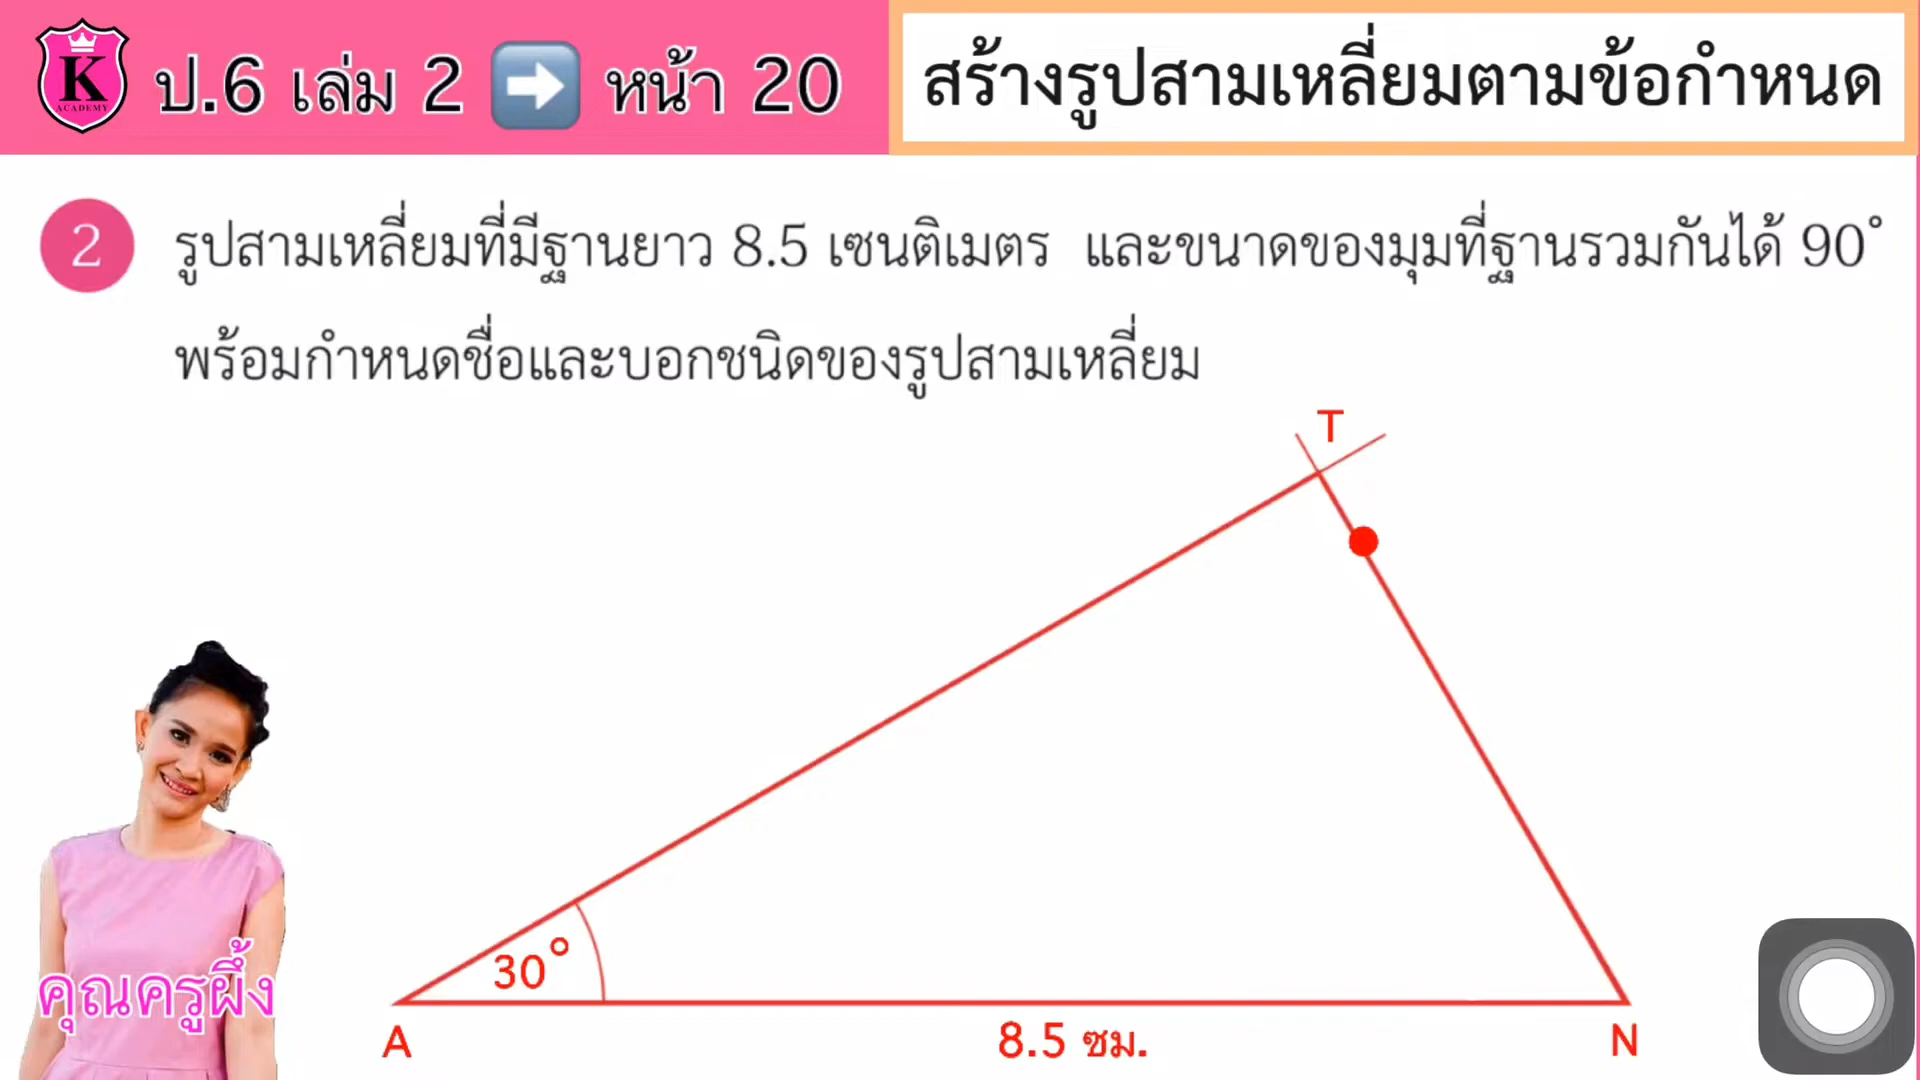 K
ACADEMY
ป.6 เล่ม 2 ➡ หน้า 20
สร้างรูปสามเหลี่ยมตามข้อกำหนด
2 รูปสามเหลี่ยมที่มีฐานยาว 8.5 เซนติเมตร และขนาดของมุมที่ฐานรวมกันได้ 90°
พร้อมกำหนดชื่อและบอกชนิดของรูปสามเหลี่ยม
T
30°
A
8.5 ซม.
N
คุณครูผึ้ง